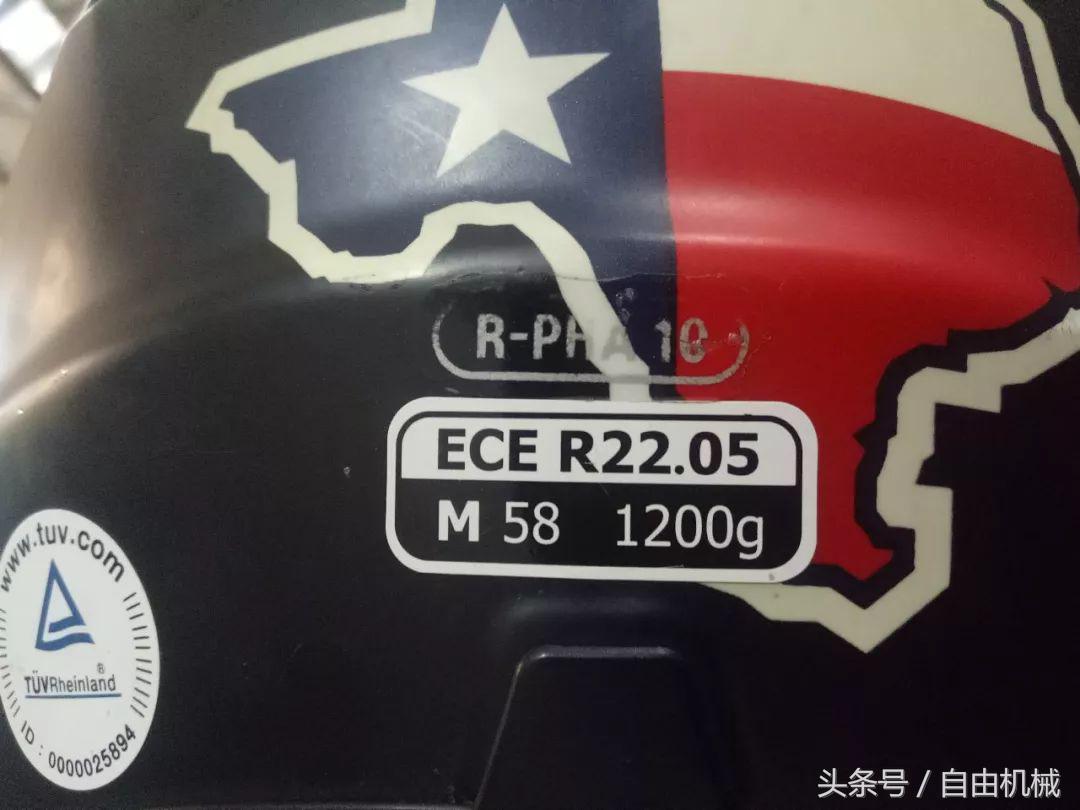 R-PHA 10
ECE R22.05
M 58 1200g
www.tuv.com
TÜVRheinland®
ID : 0000025894
头条号 / 自由机械